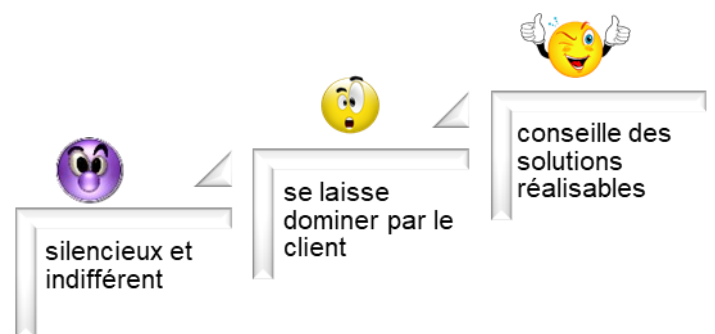 silencieux et
indifférent
se laisse
dominer par le
client
conseille des
solutions
réalisables